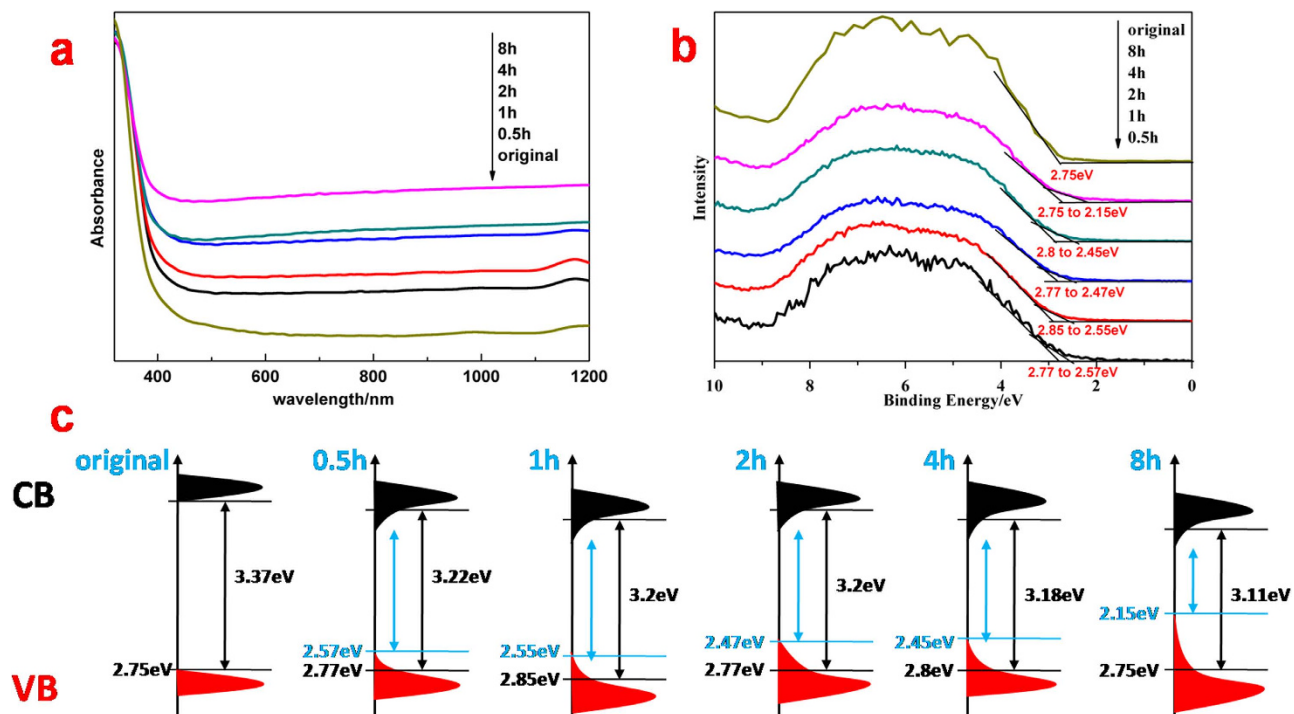 a
8h
4h
2h
1h
0.5h
original
Absorbance
400
600
800
1000
1200
wavelength/nm
b
original
8h
4h
2h
1h
0.5h
Intensity
2.75eV
2.75 to 2.15eV
2.8 to 2.45eV
2.77 to 2.47eV
2.85 to 2.55eV
2.77 to 2.57eV
10
8
6
4
2
0
Binding Energy/eV
c
original
0.5h
1h
2h
4h
8h
CB
3.37eV
3.22eV
3.2eV
3.2eV
3.18eV
3.11eV
2.57eV
2.55eV
2.47eV
2.45eV
2.15eV
2.75eV
2.77eV
2.85eV
2.77eV
2.8eV
2.75eV
VB